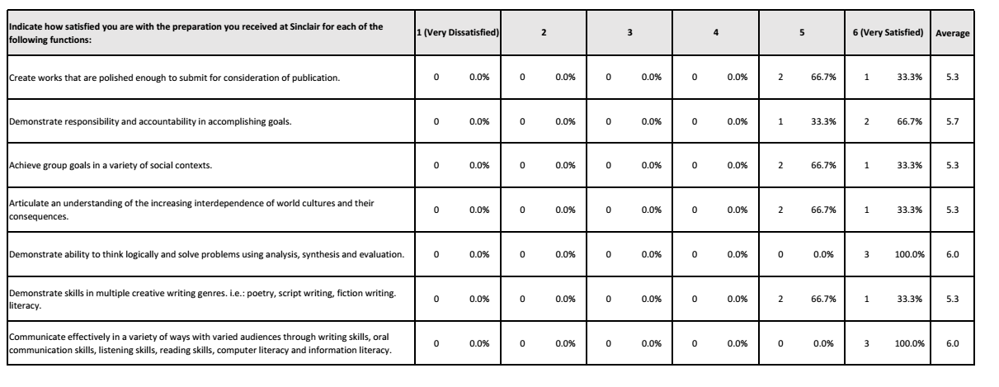 Indicate how satisfied you are with the preparation you received at Sinclair for each of the
following functions:
1 (Very Dissatisfied) 2 3 4 5 6 (Very Satisfied) Average
Create works that are polished enough to submit for consideration of publication. 0 0.0% 0 0.0% 0 0.0% 0 0.0% 2 66.7% 1 33.3% 5.3
Demonstrate responsibility and accountability in accomplishing goals. 0 0.0% 0 0.0% 0 0.0% 0 0.0% 1 33.3% 2 66.7% 5.7
Achieve group goals in a variety of social contexts. 0 0.0% 0 0.0% 0 0.0% 0 0.0% 2 66.7% 1 33.3% 5.3
Articulate an understanding of the increasing interdependence of world cultures and their
consequences.
0 0.0% 0 0.0% 0 0.0% 0 0.0% 2 66.7% 1 33.3% 5.3
Demonstrate ability to think logically and solve problems using analysis, synthesis and evaluation. 0 0.0% 0 0.0% 0 0.0% 0 0.0% 0 0.0% 3 100.0% 6.0
Demonstrate skills in multiple creative writing genres. i.e.: poetry, script writing, fiction writing.
literacy.
0 0.0% 0 0.0% 0 0.0% 0 0.0% 2 66.7% 1 33.3% 5.3
Communicate effectively in a variety of ways with varied audiences through writing skills, oral
communication skills, listening skills, reading skills, computer literacy and information literacy.
0 0.0% 0 0.0% 0 0.0% 0 0.0% 0 0.0% 3 100.0% 6.0